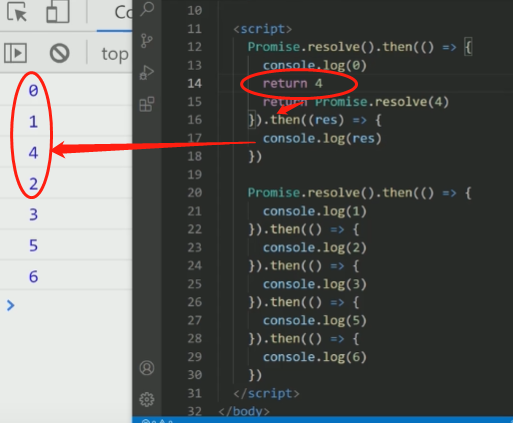 Co
top
0
1
4
2
3
5
6
10
11 <script>
12 Promise.resolve().then(() => {
13 console.log(0)
14 return 4
15 return Promise.resolve(4)
16 }).then((res) => {
17 console.log(res)
18 })
20 Promise.resolve().then(() => {
21 console.log(1)
22 }).then(() => {
23 console.log(2)
24 }).then(() => {
25 console.log(3)
26 }).then(() => {
27 console.log(5)
28 }).then(() => {
29 console.log(6)
30 })
31 </script>
32 </body>